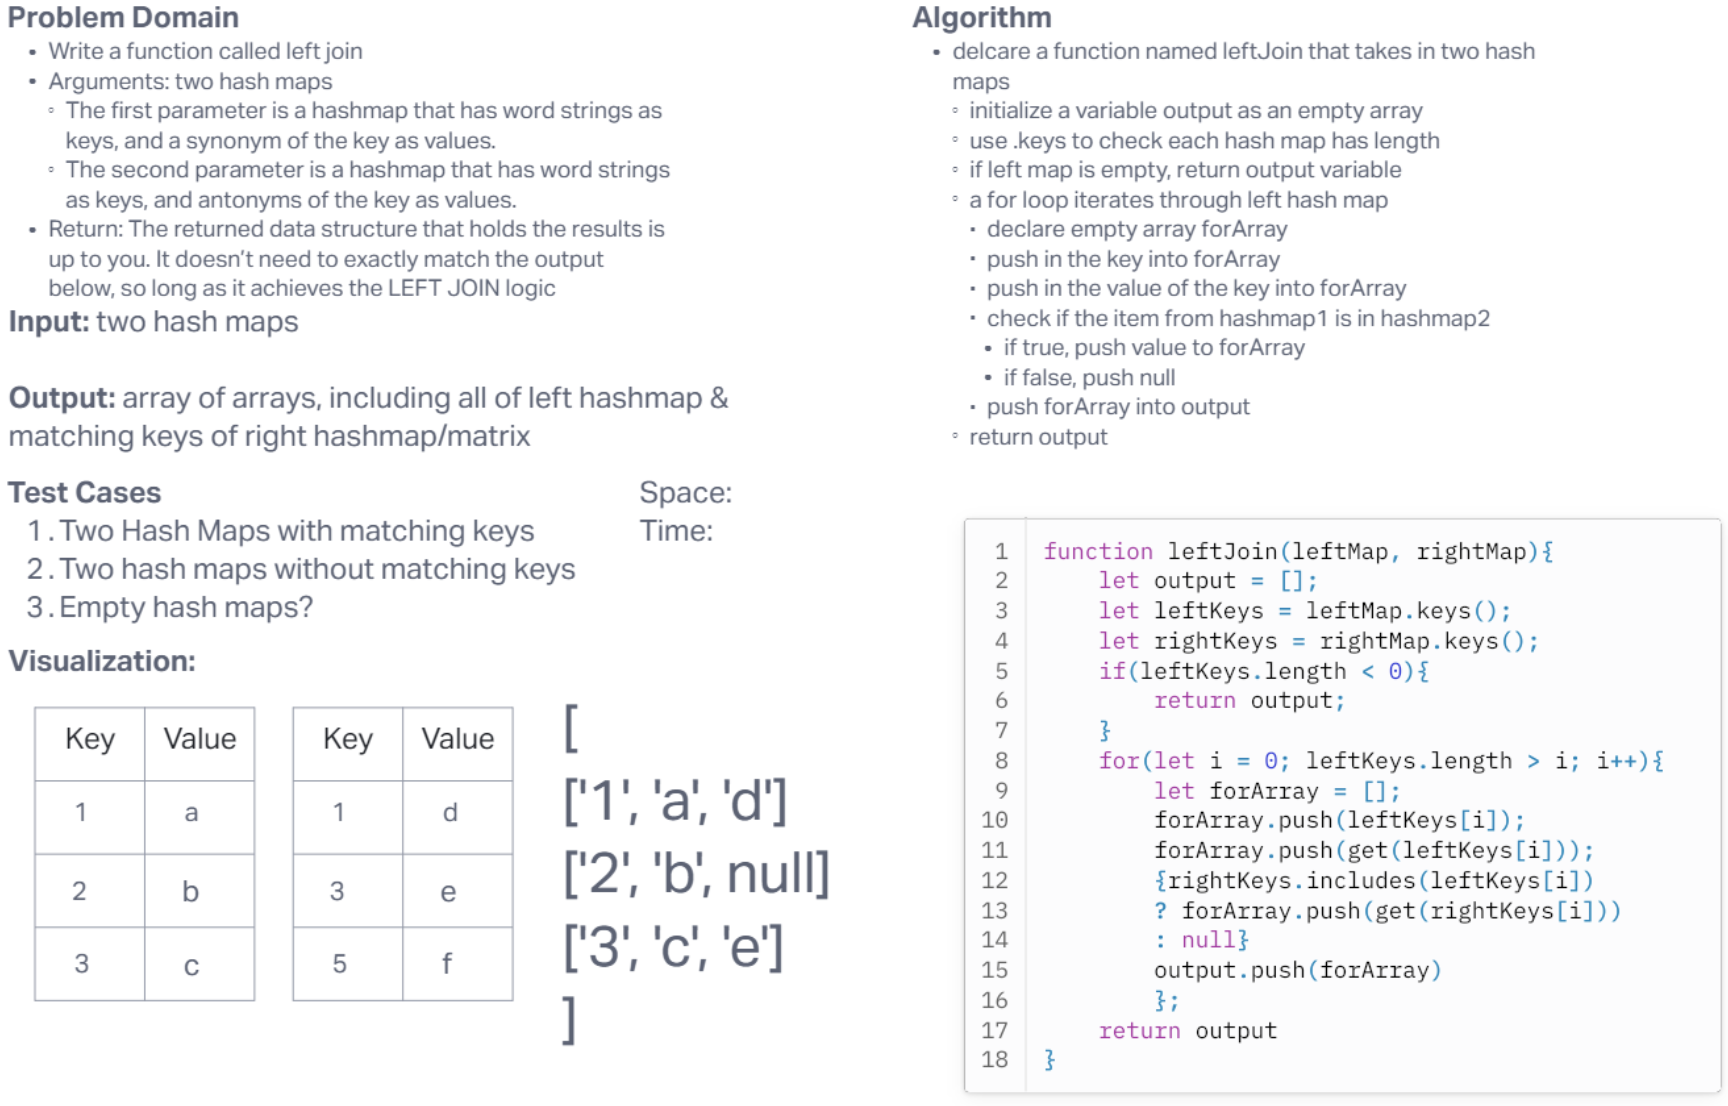 Problem Domain
• Write a function called left join
• Arguments: two hash maps
◦ The first parameter is a hashmap that has word strings as
keys, and a synonym of the key as values.
◦ The second parameter is a hashmap that has word strings
as keys, and antonyms of the key as values.
• Return: The returned data structure that holds the results is
up to you. It doesn't need to exactly match the output
below, so long as it achieves the LEFT JOIN logic
Input: two hash maps
Output: array of arrays, including all of left hashmap &
matching keys of right hashmap/matrix
Test Cases
1. Two Hash Maps with matching keys
2. Two hash maps without matching keys
3. Empty hash maps?
Space:
Time:
Visualization:
Key Value
1 a
2 b
3 c
Key Value
1 d
3 e
5 f
[
['1', 'a', 'd']
['2', 'b', null]
['3', 'c', 'e']
]
Algorithm
• delcare a function named leftJoin that takes in two hash
maps
◦ initialize a variable output as an empty array
◦ use .keys to check each hash map has length
◦ if left map is empty, return output variable
◦ a for loop iterates through left hash map
▪ declare empty array forArray
▪ push in the key into forArray
▪ push in the value of the key into forArray
▪ check if the item from hashmap1 is in hashmap2
• if true, push value to forArray
• if false, push null
▪ push forArray into output
◦ return output
1 function leftJoin(leftMap, rightMap){
2 let output = [];
3 let leftKeys = leftMap.keys();
4 let rightKeys = rightMap.keys();
5 if(leftKeys.length < 0){
6 return output;
7 }
8 for(let i = 0; leftKeys.length > i; i++){
9 let forArray = [];
10 forArray.push(leftKeys[i]);
11 forArray.push(get(leftKeys[i]));
12 {rightKeys.includes(leftKeys[i])
13 ? forArray.push(get(rightKeys[i]))
14 : null}
15 output.push(forArray)
16 };
17 return output
18 }